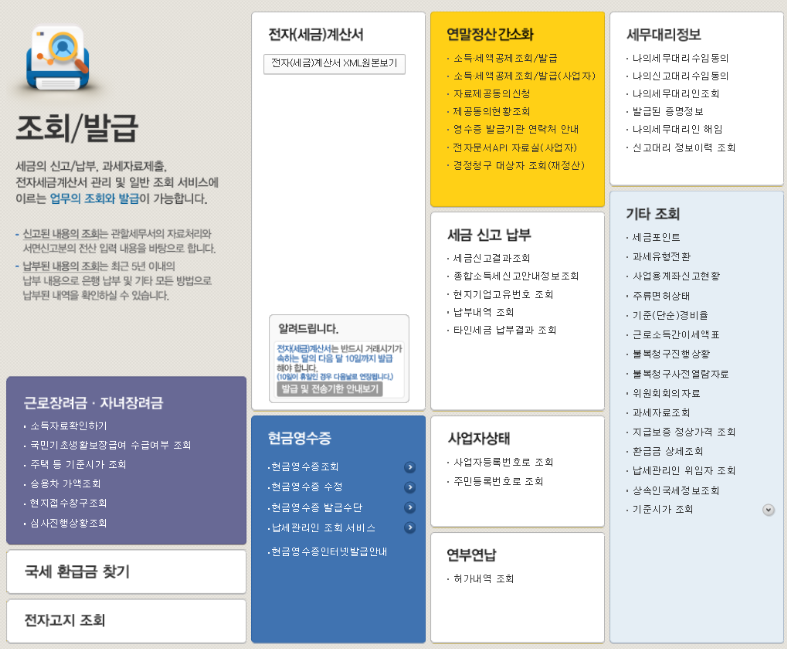 조회/발급
세금의 신고/납부, 과세자료제출,
전자세금계산서 관리 및 일반 조회 서비스에
이르는 업무의 조회와 발급이 가능합니다.
- 신고된 내용의 조회는 관할세무서의 자료처리와
서면신고분의 전산 입력 내용을 바탕으로 합니다.
- 납부된 내용의 조회는 최근 5년 이내의
납부 내용으로 은행 납부 및 기타 모든 방법으로
납부된 내역을 확인하실 수 있습니다.
근로장려금 · 자녀장려금
· 소득자료확인하기
· 국민기초생활보장급여 수급여부 조회
· 주택 등 기준시가 조회
· 승용차 가액조회
· 현지접수창구조회
· 심사진행상황조회
국세 환급금 찾기
전자고지 조회
전자(세금)계산서
전자(세금)계산서 XML원본보기
알려드립니다.
전자(세금)계산서는 반드시 거래시기가
속하는 달의 다음 달 10일까지 발급
해야 합니다.
(10일이 휴일인 경우 다음날로 연장됩니다.)
발급 및 전송기한 안내보기
현금영수증
· 현금영수증조회
· 현금영수증 수정
· 현금영수증 발급수단
· 납세관리인 조회 서비스
· 현금영수증인터넷발급안내
연말정산간소화
· 소득·세액공제조회/발급
· 소득·세액공제조회/발급(사업자)
· 자료제공동의신청
· 제공동의현황조회
· 영수증 발급기관 연락처 안내
· 전자문서API 자료실(사업자)
· 경정청구 대상자 조회(재정산)
세금 신고 납부
· 세금신고결과조회
· 종합소득세신고안내정보조회
· 현지기업고유번호 조회
· 납부내역 조회
· 타인세금 납부결과 조회
사업자상태
· 사업자등록번호로 조회
· 주민등록번호로 조회
연부연납
· 허가내역 조회
세무대리정보
· 나의세무대리수임동의
· 나의신고대리수임동의
· 나의세무대리인조회
· 발급된 증명정보
· 나의세무대리인 해임
· 신고대리 정보이력 조회
기타 조회
· 세금포인트
· 과세유형전환
· 사업용계좌신고현황
· 주류면허상태
· 기준(단순)경비율
· 근로소득간이세액표
· 불복청구진행상황
· 불복청구사전열람자료
· 위원회회의자료
· 과세자료조회
· 지급보증 정상가격 조회
· 환급금 상세조회
· 납세관리인 위임자 조회
· 상속인국세정보조회
· 기준시가 조회